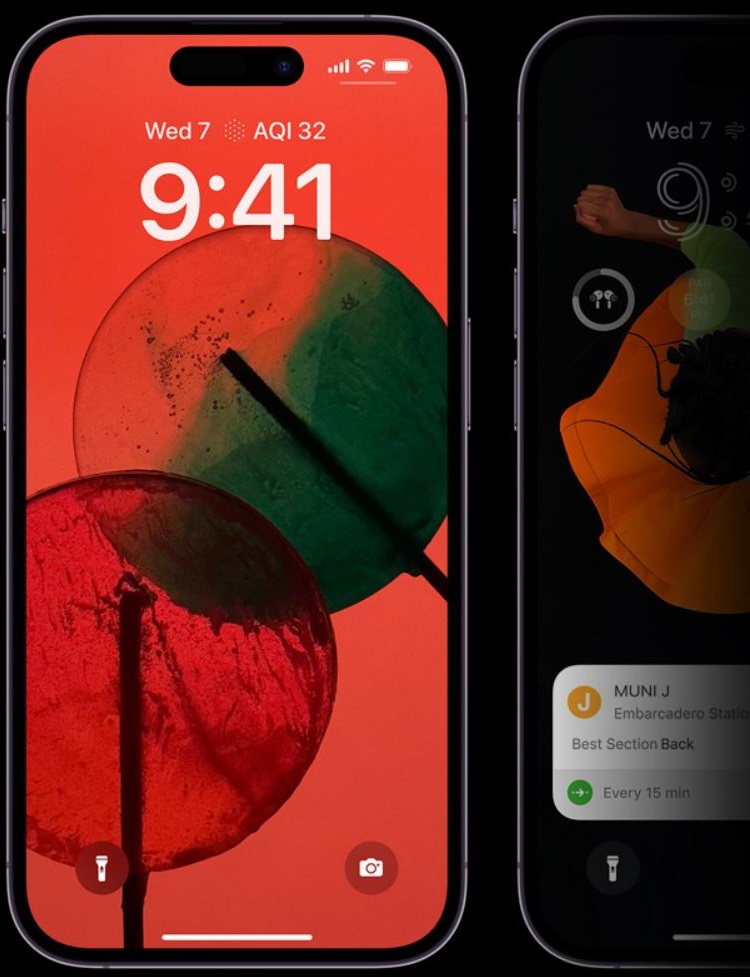 Wed 7 AQI 32
9:41
Wed 7
9:
PAR
6:41
PM
J MUNI J
Embarcadero Statio
Best Section Back
Every 15 min